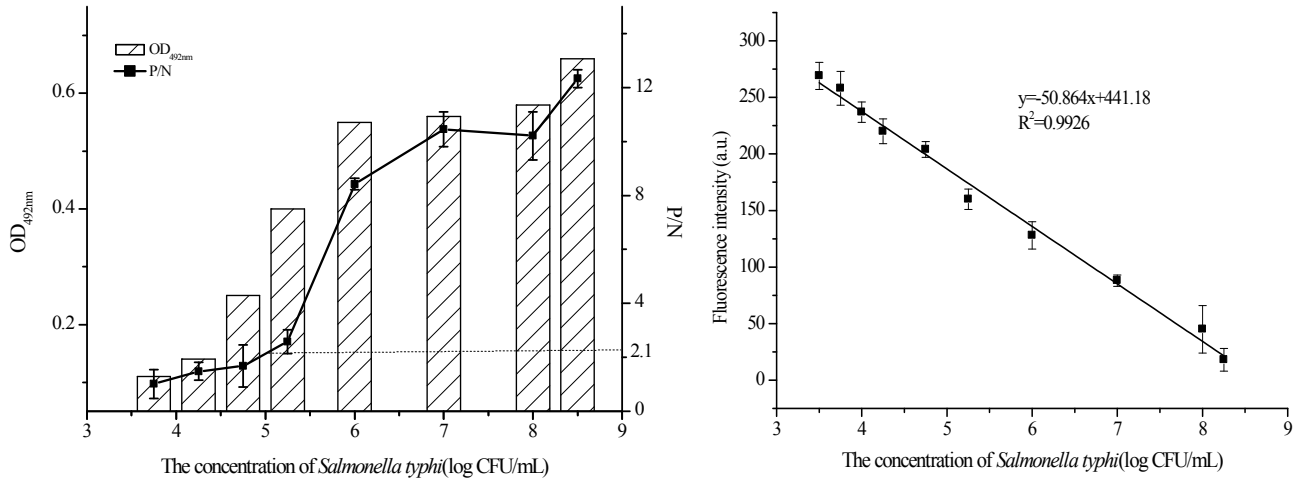 OD492nm
P/N
OD492nm
0.6
0.4
0.2
P/N
12
8
4
2.1
0
3 4 5 6 7 8 9
The concentration of Salmonella typhi(log CFU/mL)
Fluorescence intensity (a.u.)
300
250
200
150
100
50
0
y=-50.864x+441.18
R²=0.9926
3 4 5 6 7 8 9
The concentration of Salmonella typhi(log CFU/mL)